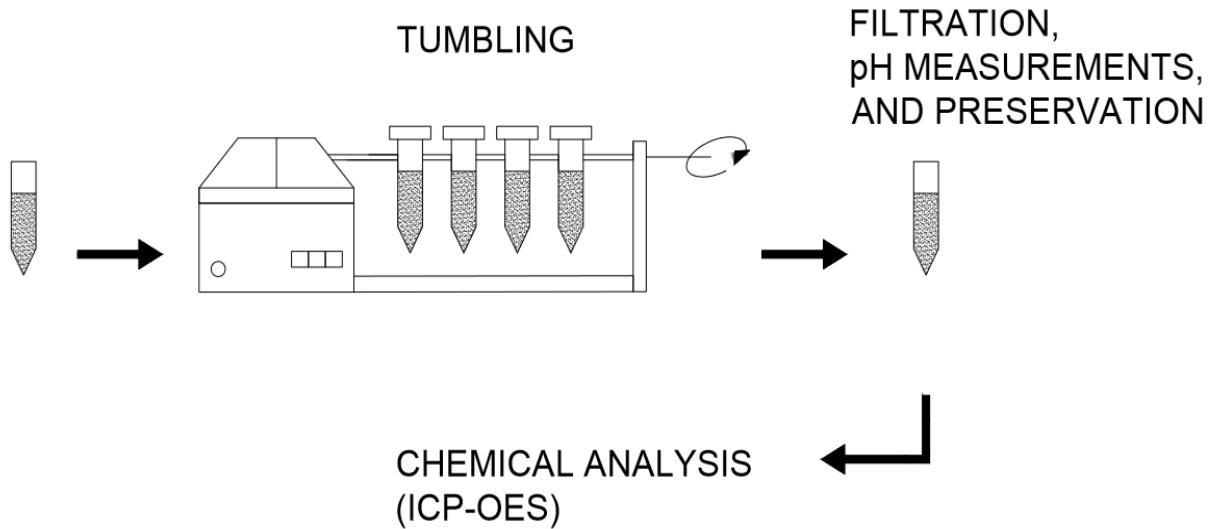 TUMBLING
FILTRATION,
pH MEASUREMENTS,
AND PRESERVATION
CHEMICAL ANALYSIS
(ICP-OES)